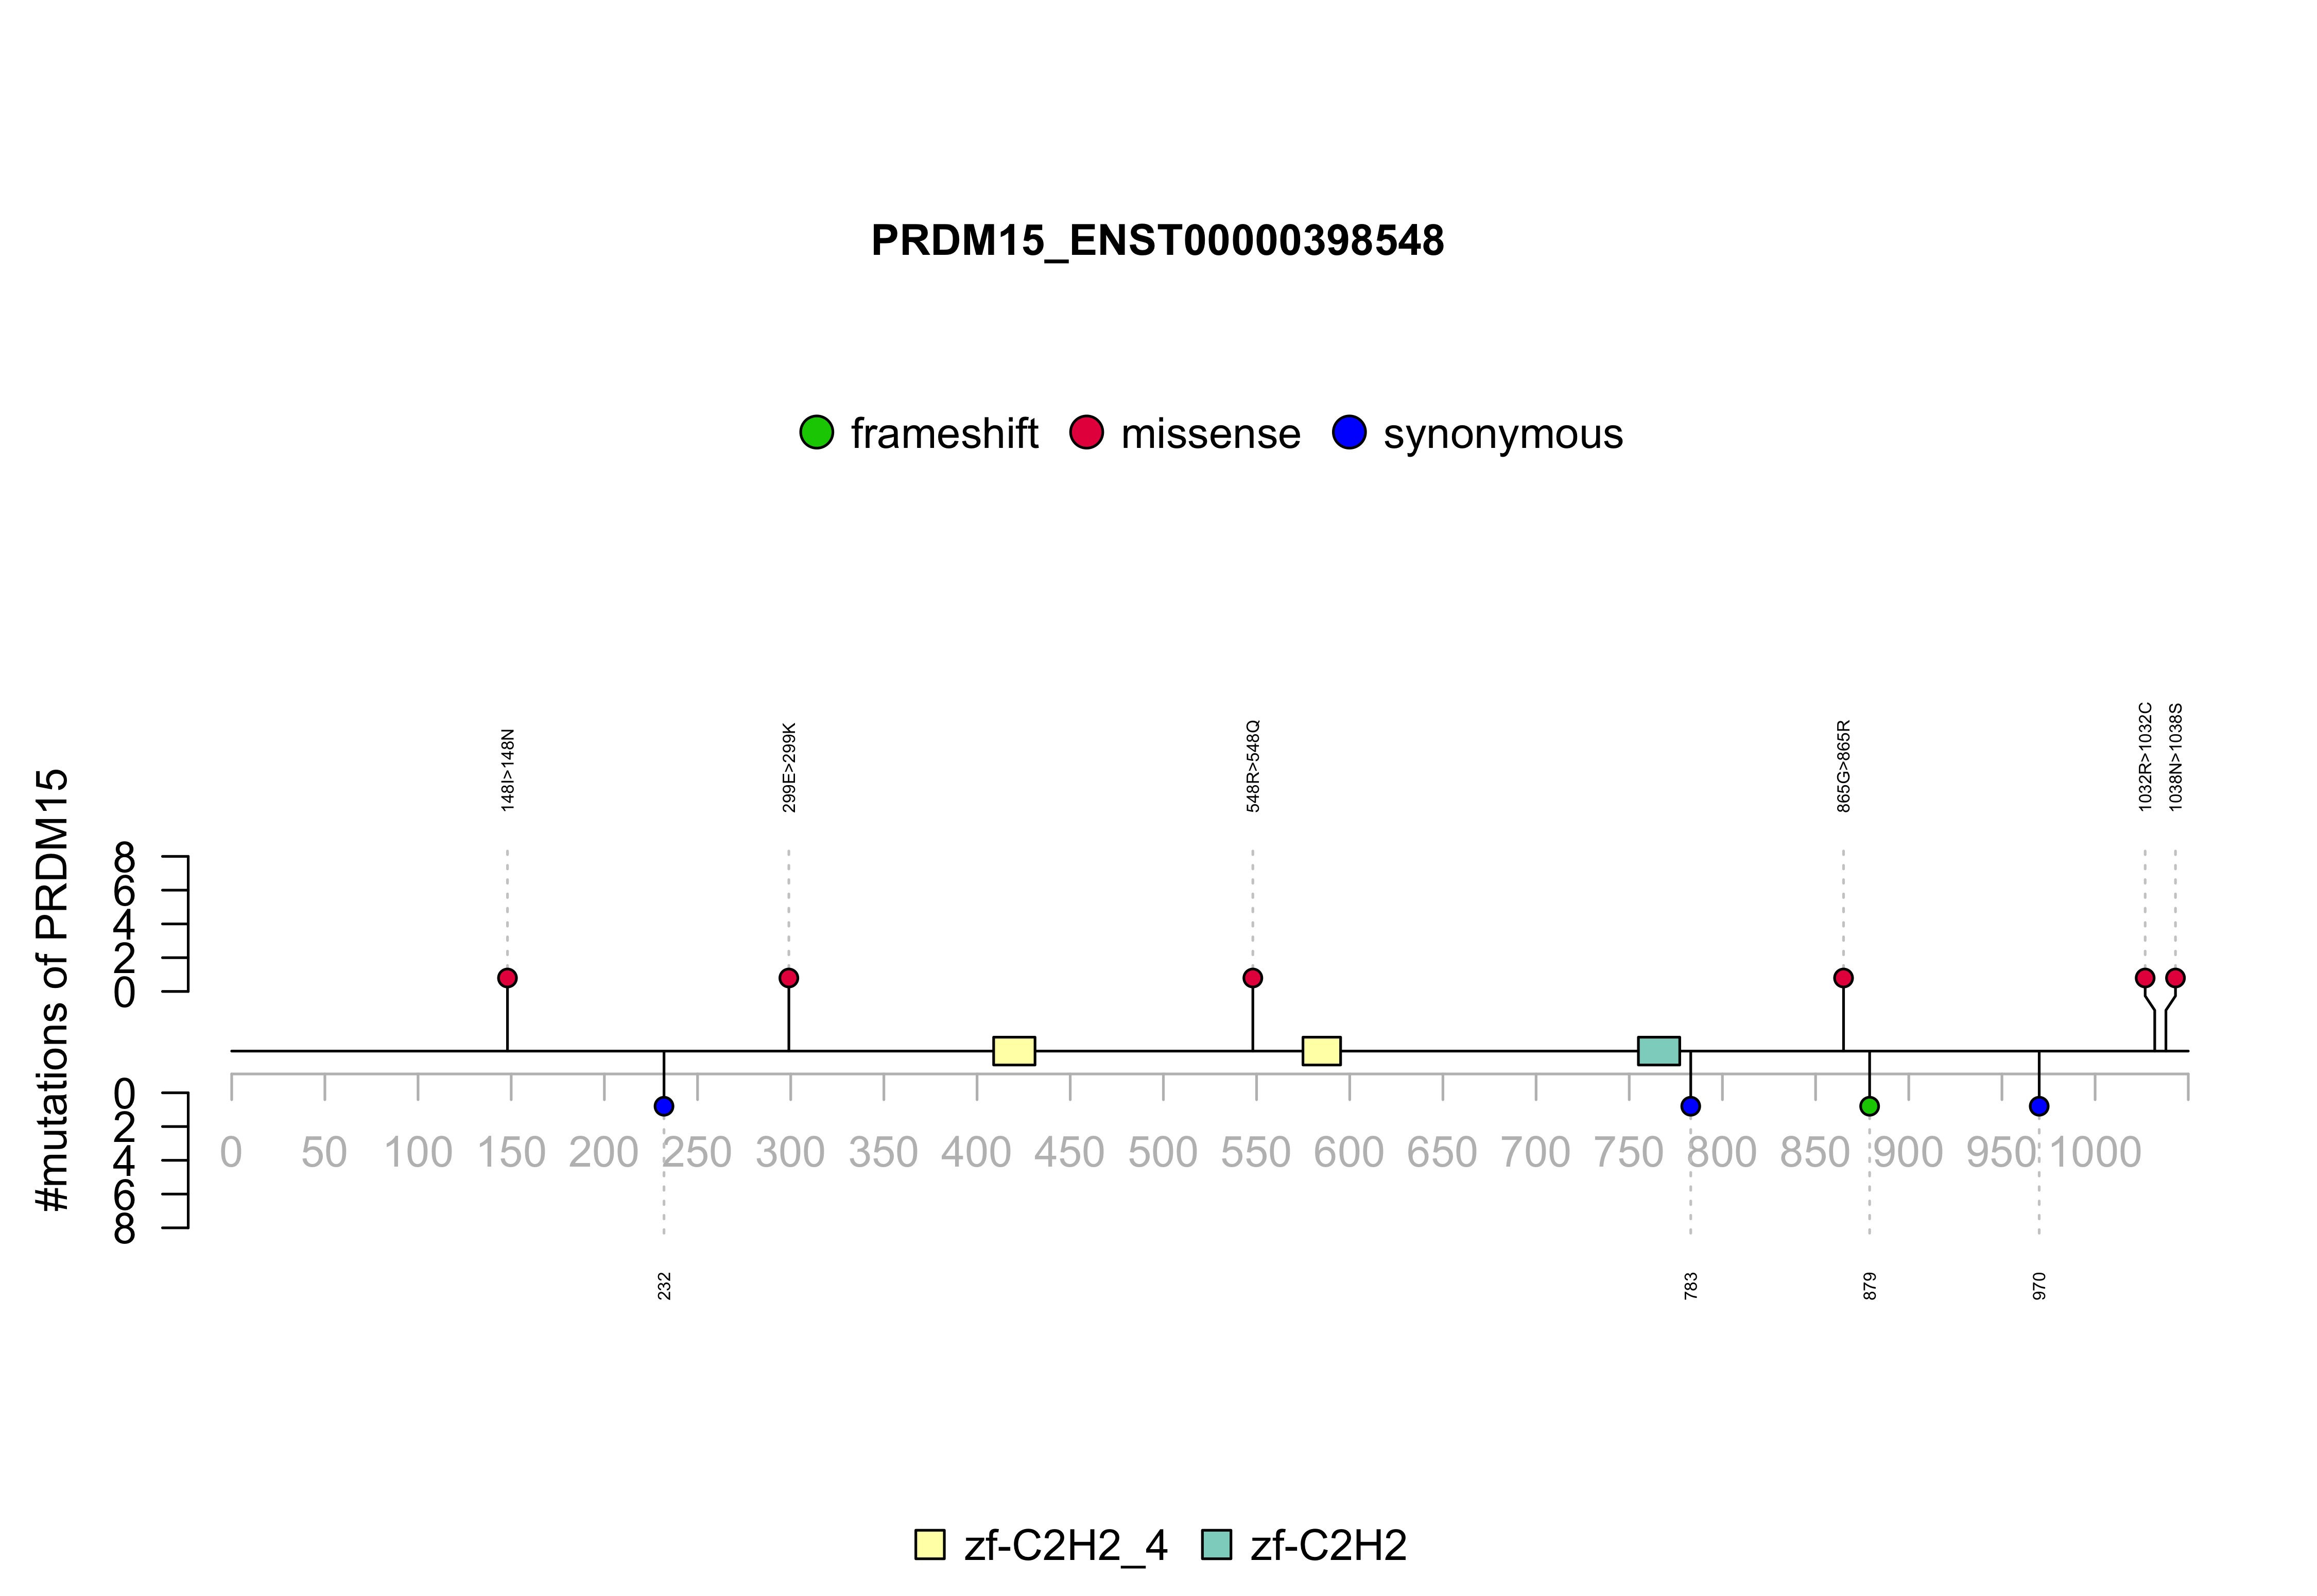 PRDM15_ENST00000398548
frameshift missense synonymous
148I>148N
299E>299K
548R>548Q
865G>865R
1032R>1032C
1038N>1038S
#mutations of PRDM15
8
6
4
2
0
0
2
4
6
8
0 50 100 150 200 250 300 350 400 450 500 550 600 650 700 750 800 850 900 950 1000
232
783
879
970
zf-C2H2_4 zf-C2H2